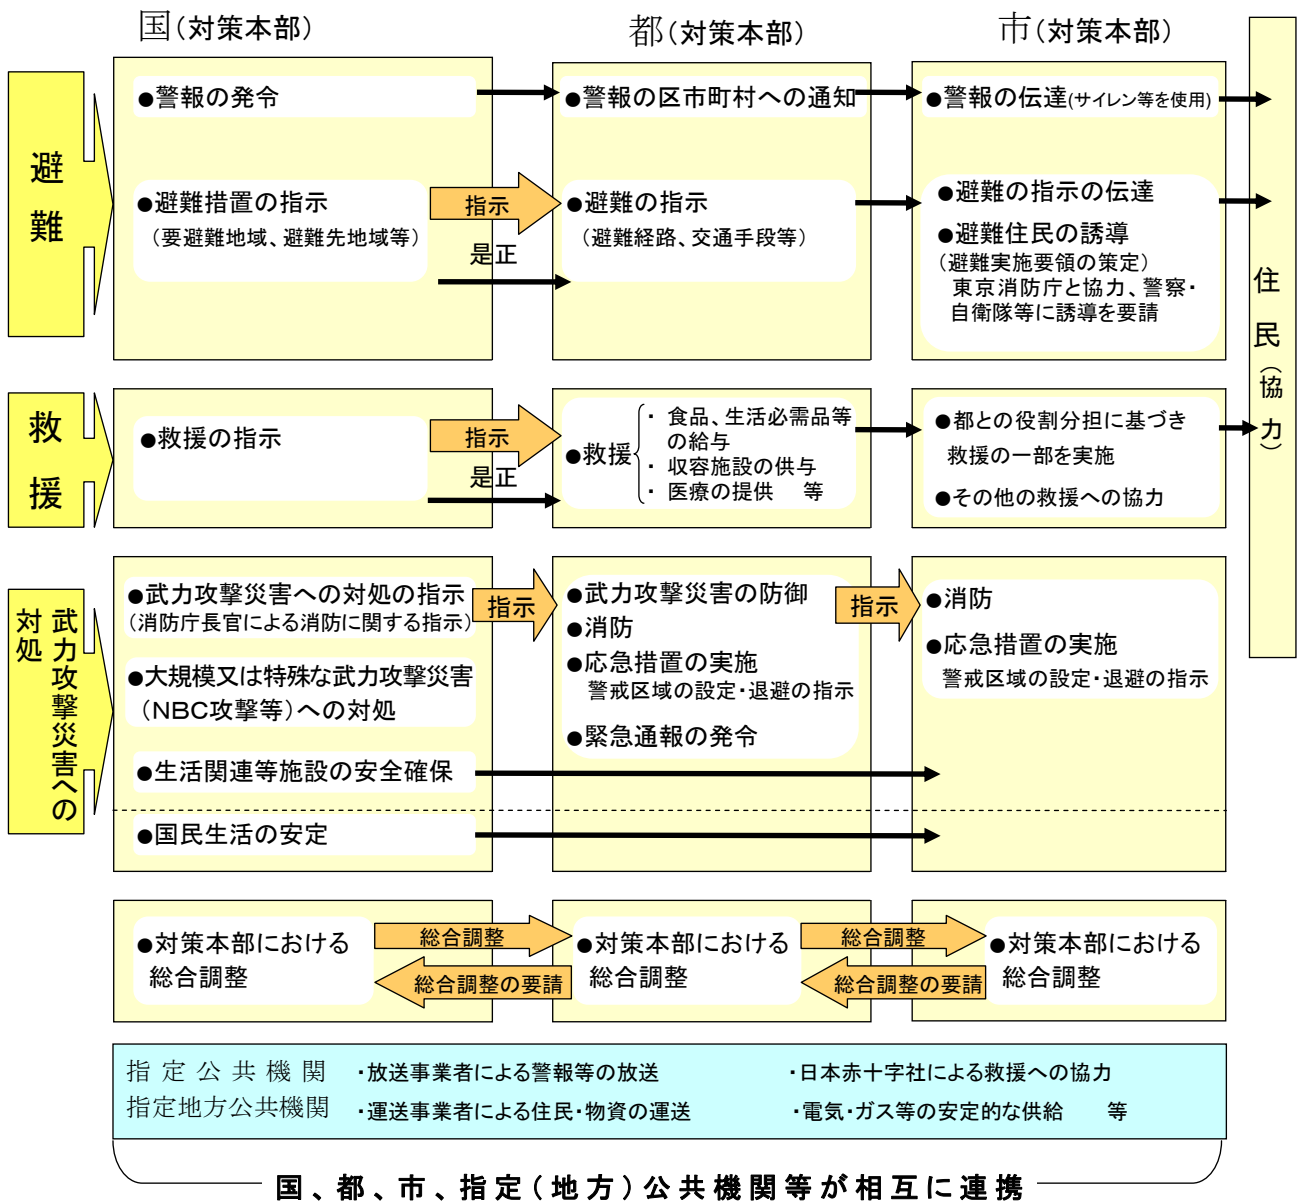 国（対策本部）
都（対策本部）
市（対策本部）
避難
●警報の発令
●警報の区市町村への通知
●警報の伝達(サイレン等を使用)
●避難措置の指示
（要避難地域、避難先地域等）
指示
是正
●避難の指示
（避難経路、交通手段等）
●避難の指示の伝達
●避難住民の誘導
（避難実施要領の策定）
東京消防庁と協力、警察・
自衛隊等に誘導を要請
住民（協力）
救援
●救援の指示
指示
是正
●救援
・ 食品、生活必需品等
の給与
・ 収容施設の供与
・ 医療の提供 等
●都との役割分担に基づき
救援の一部を実施
●その他の救援への協力
武力攻撃災害への
対処
●武力攻撃災害への対処の指示
（消防庁長官による消防に関する指示）
●大規模又は特殊な武力攻撃災害
（ＮＢＣ攻撃等）への対処
●生活関連等施設の安全確保
●国民生活の安定
指示
●武力攻撃災害の防御
●消防
●応急措置の実施
警戒区域の設定・退避の指示
●緊急通報の発令
指示
●消防
●応急措置の実施
警戒区域の設定・退避の指示
●対策本部における
総合調整
総合調整
総合調整の要請
●対策本部における
総合調整
総合調整
総合調整の要請
●対策本部における
総合調整
指定公共機関
・放送事業者による警報等の放送
・日本赤十字社による救援への協力
指定地方公共機関
・運送事業者による住民・物資の運送
・電気・ガス等の安定的な供給 等
国、都、市、指定（地方）公共機関等が相互に連携